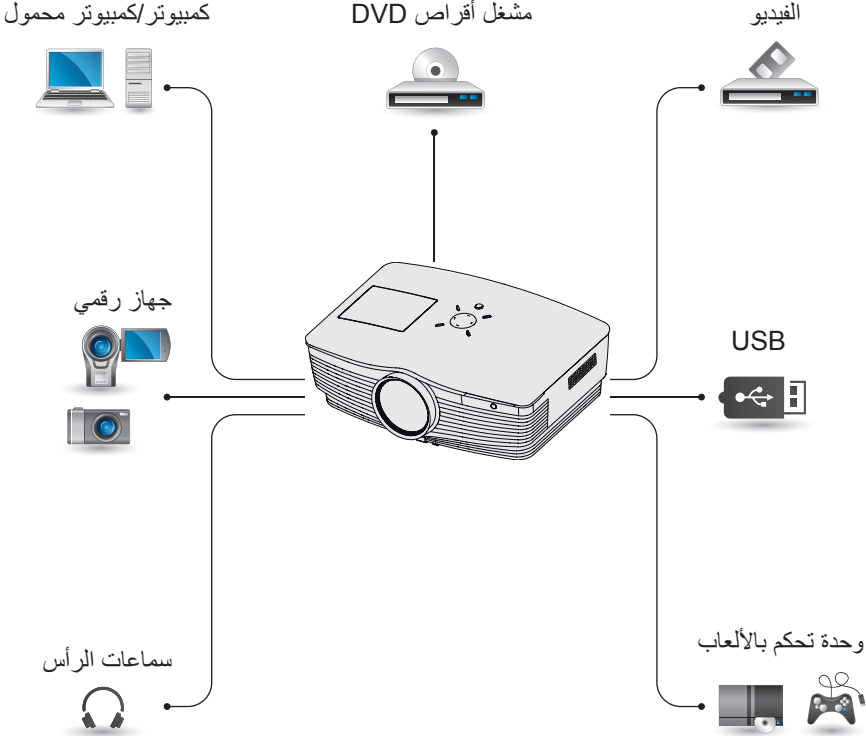 الفيديو
مشغل أقراص DVD
كمبيوتر/كمبيوتر محمول
جهاز رقمي
USB
وحدة تحكم بالألعاب
سماعات الرأس